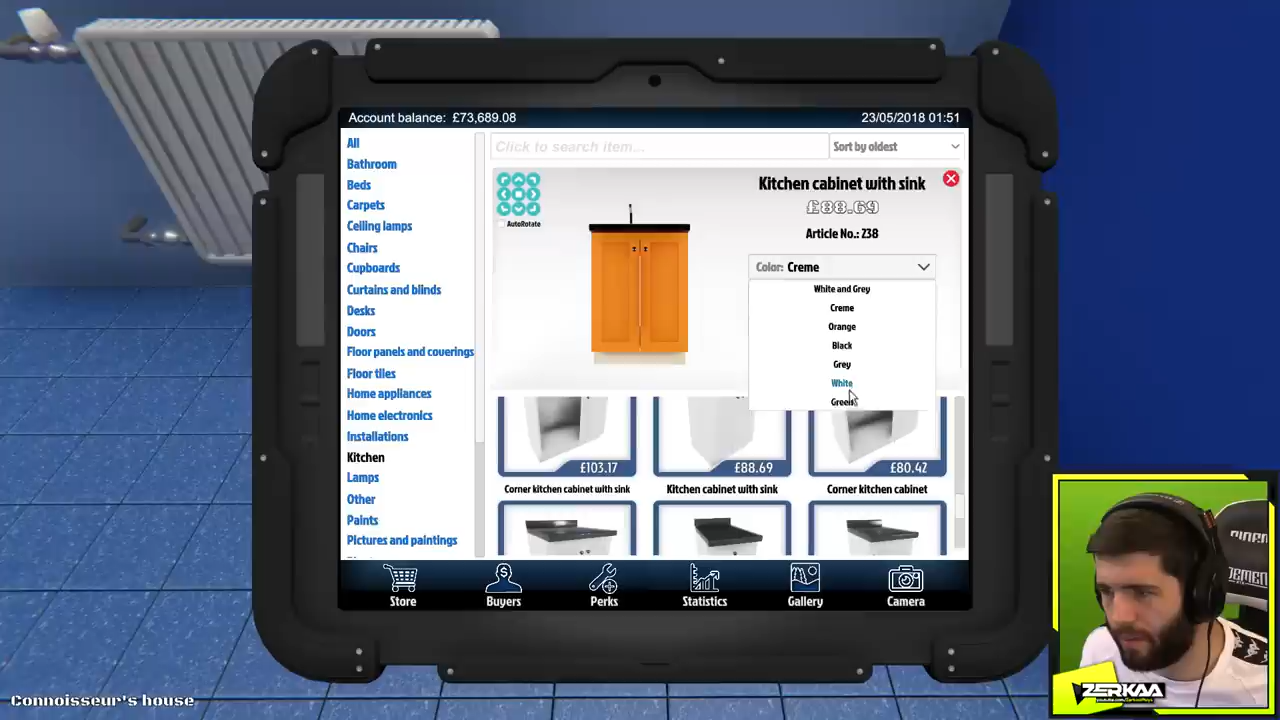 Account balance: £73,689.08
23/05/2018 01:51
All
Bathroom
Beds
Carpets
Ceiling lamps
Chairs
Cupboards
Curtains and blinds
Desks
Doors
Floor panels and coverings
Floor tiles
Home appliances
Home electronics
Installations
Kitchen
Lamps
Other
Paints
Pictures and paintings
Click to search item...
Sort by oldest
AutoRotate
Kitchen cabinet with sink
£88.69
Article No.: 238
Color: Creme
White and Grey
Creme
Orange
Black
Grey
White
Green
£103.17
£88.69
£80.42
Corner kitchen cabinet with sink
Kitchen cabinet with sink
Corner kitchen cabinet
Store
Buyers
Perks
Statistics
Gallery
Camera
Connoisseur's house
ZERKAA